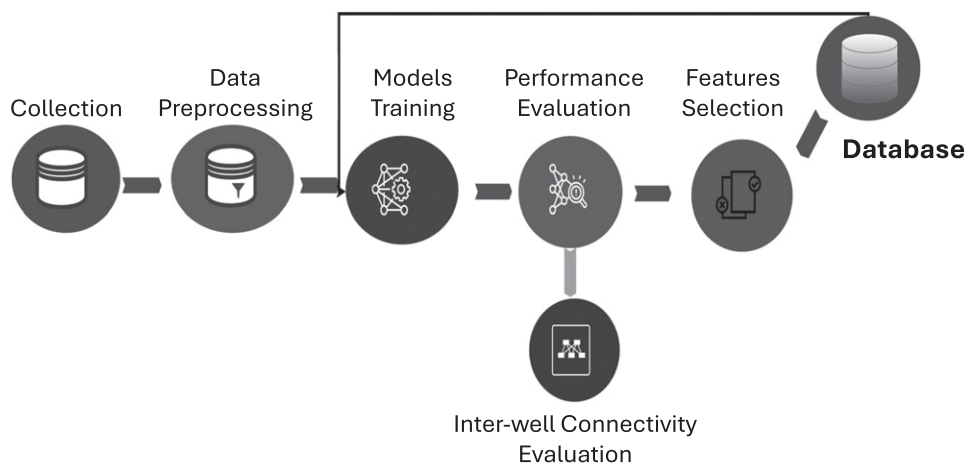 Collection
Data
Preprocessing
Models
Training
Performance
Evaluation
Features
Selection
Database
Inter-well Connectivity
Evaluation